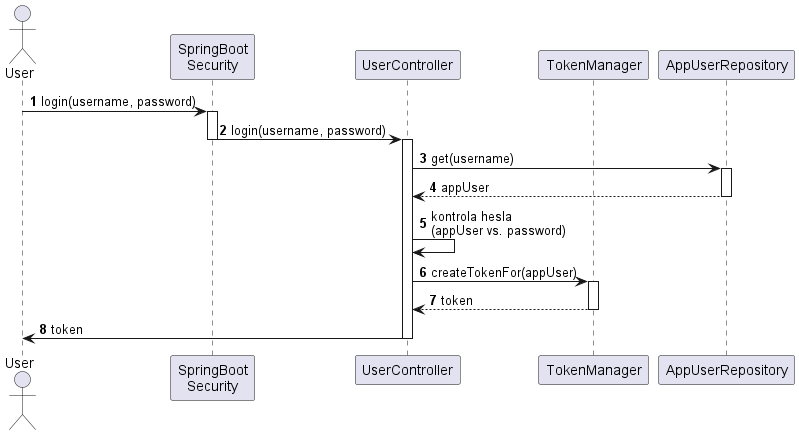 User
SpringBoot
Security
UserController
TokenManager
AppUserRepository
1 login(username, password)
2 login(username, password)
3 get(username)
4 appUser
5 kontrola hesla
(appUser vs. password)
6 createTokenFor(appUser)
7 token
8 token
User
SpringBoot
Security
UserController
TokenManager
AppUserRepository